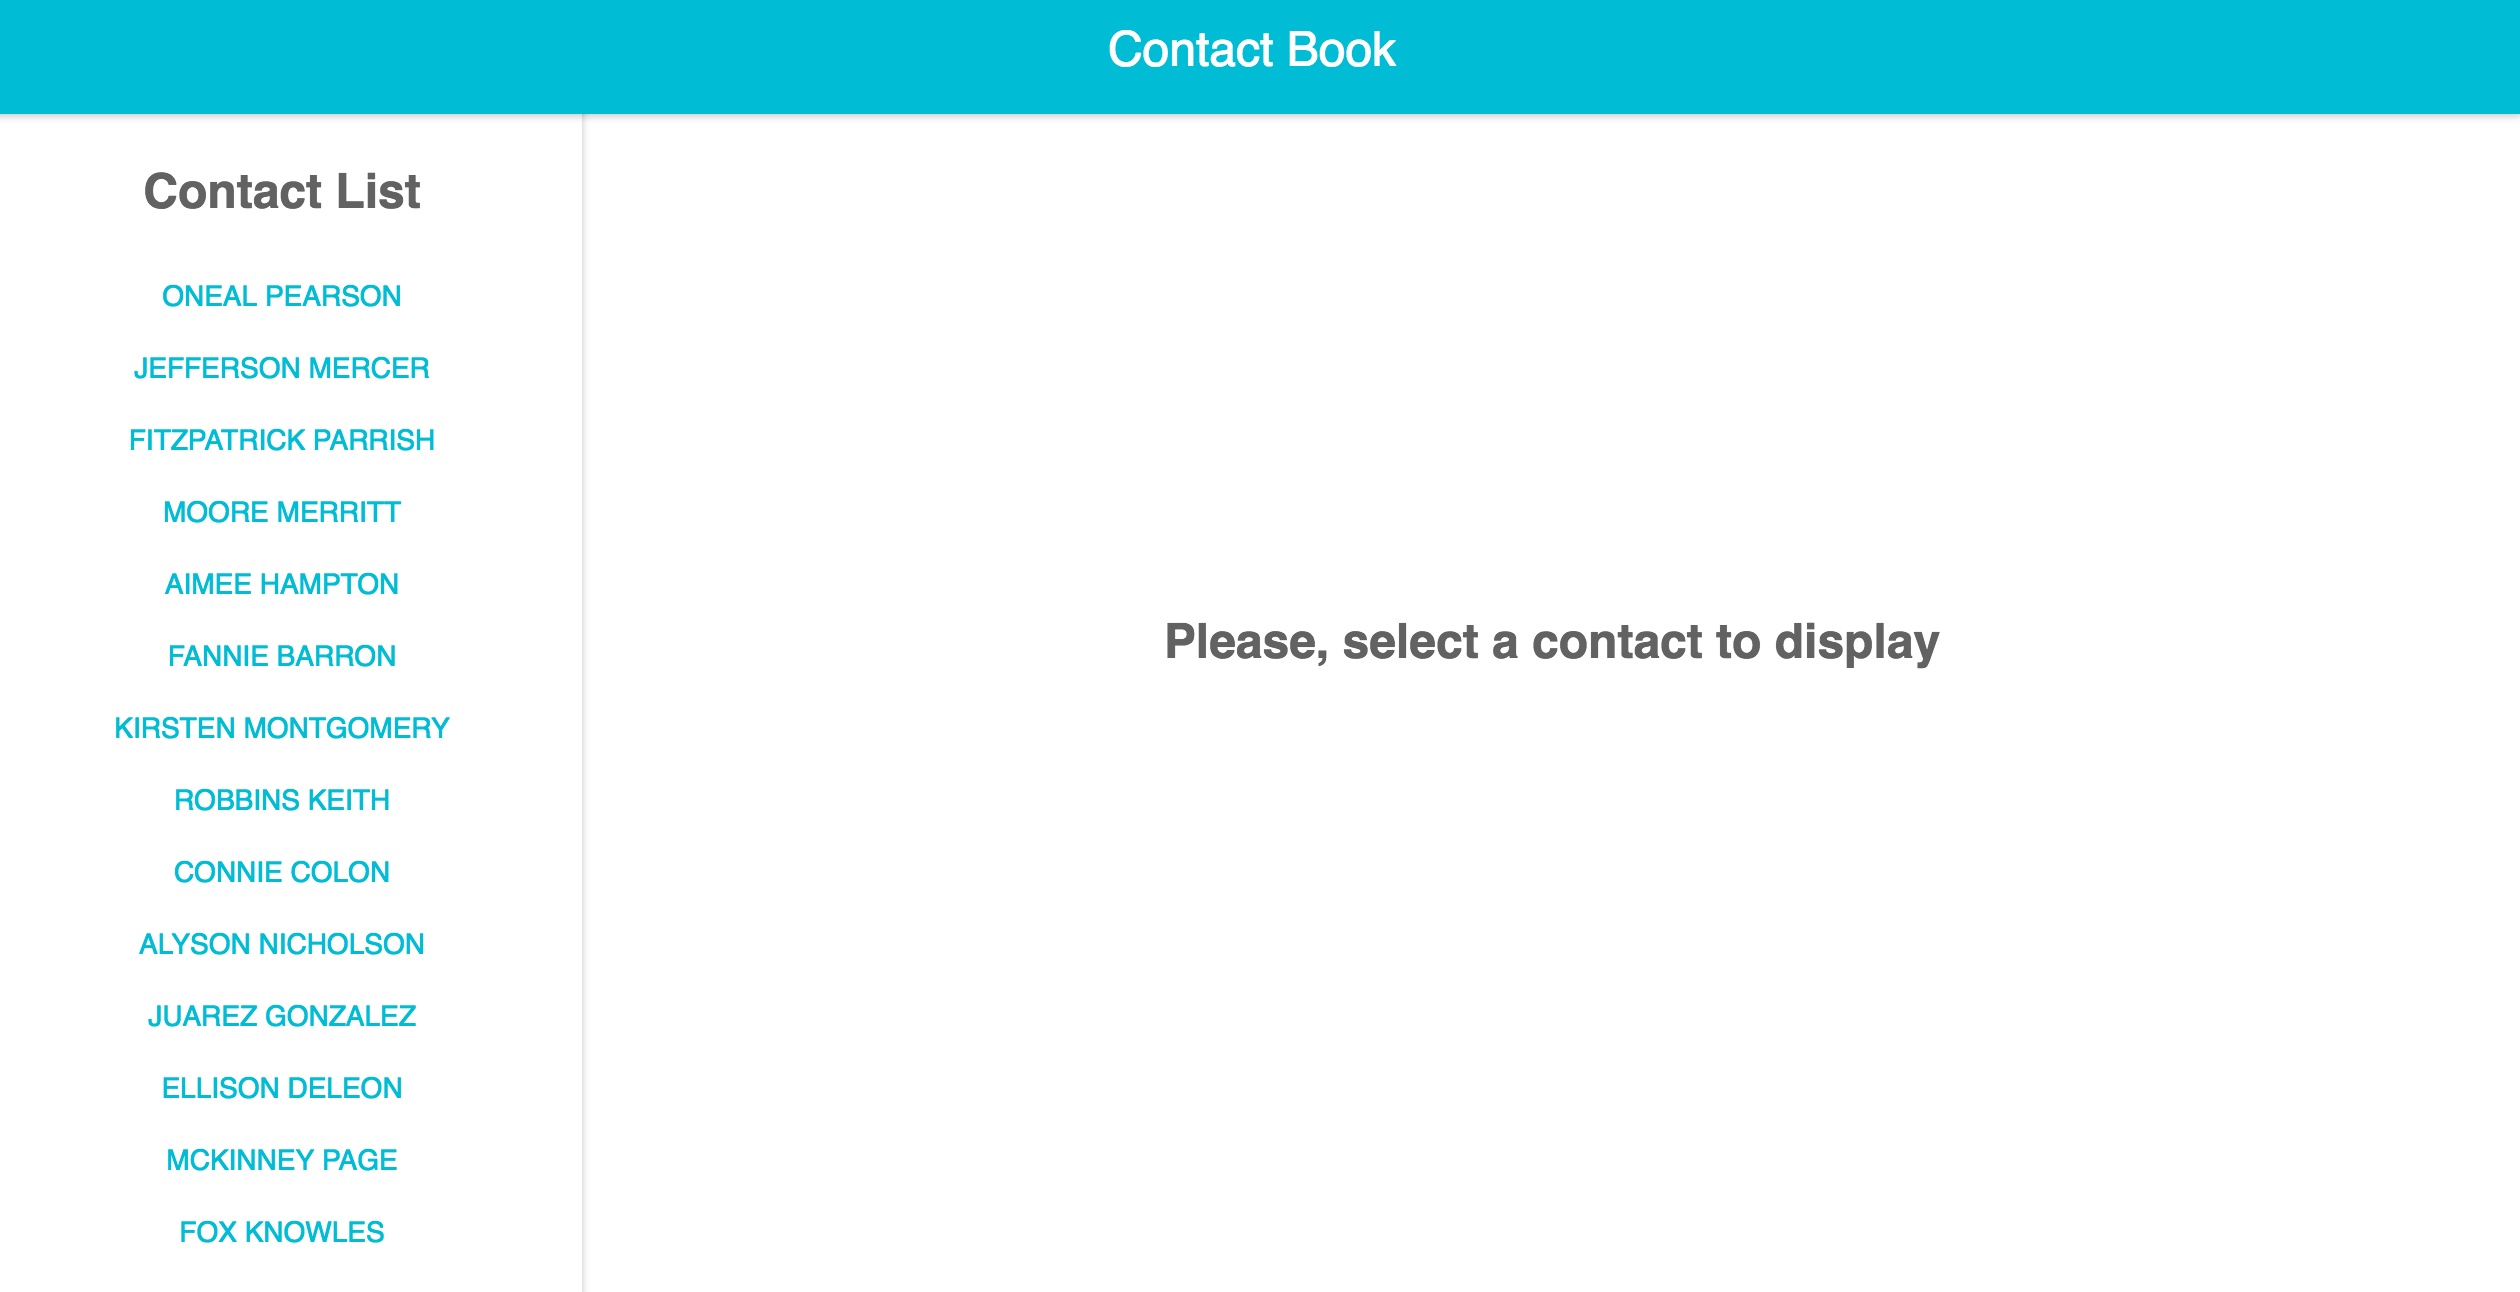 Contact Book
Contact List
ONEAL PEARSON
JEFFERSON MERCER
FITZPATRICK PARRISH
MOORE MERRITT
AIMEE HAMPTON
FANNIE BARRON
KIRSTEN MONTGOMERY
ROBBINS KEITH
CONNIE COLON
ALYSON NICHOLSON
JUAREZ GONZALEZ
ELLISON DELEON
MCKINNEY PAGE
FOX KNOWLES
Please, select a contact to display